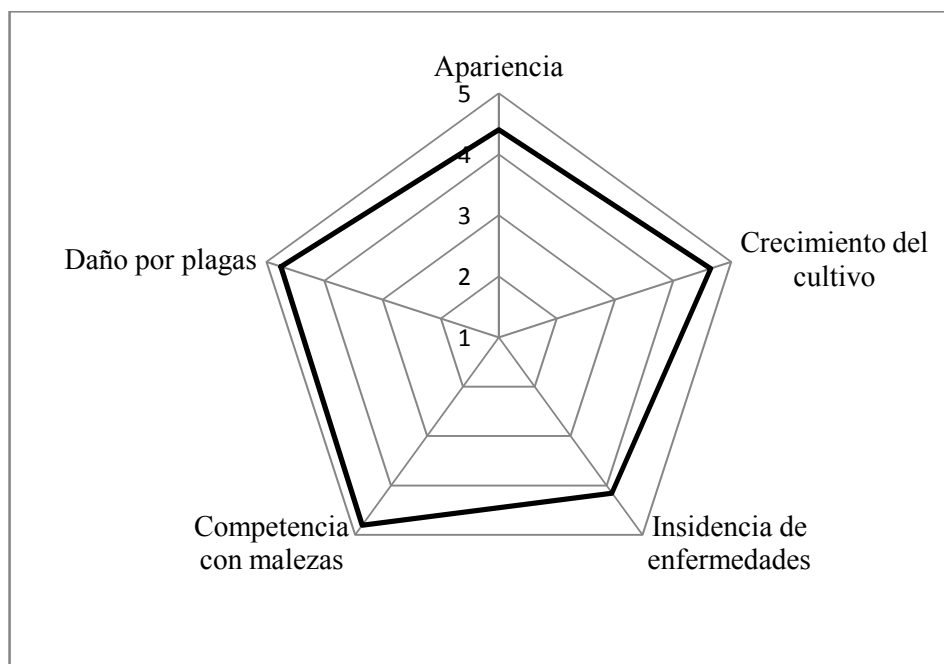 Apariencia
5
4
3
2
1
Crecimiento del
cultivo
Insidencia de
enfermedades
Competencia
con malezas
Daño por plagas